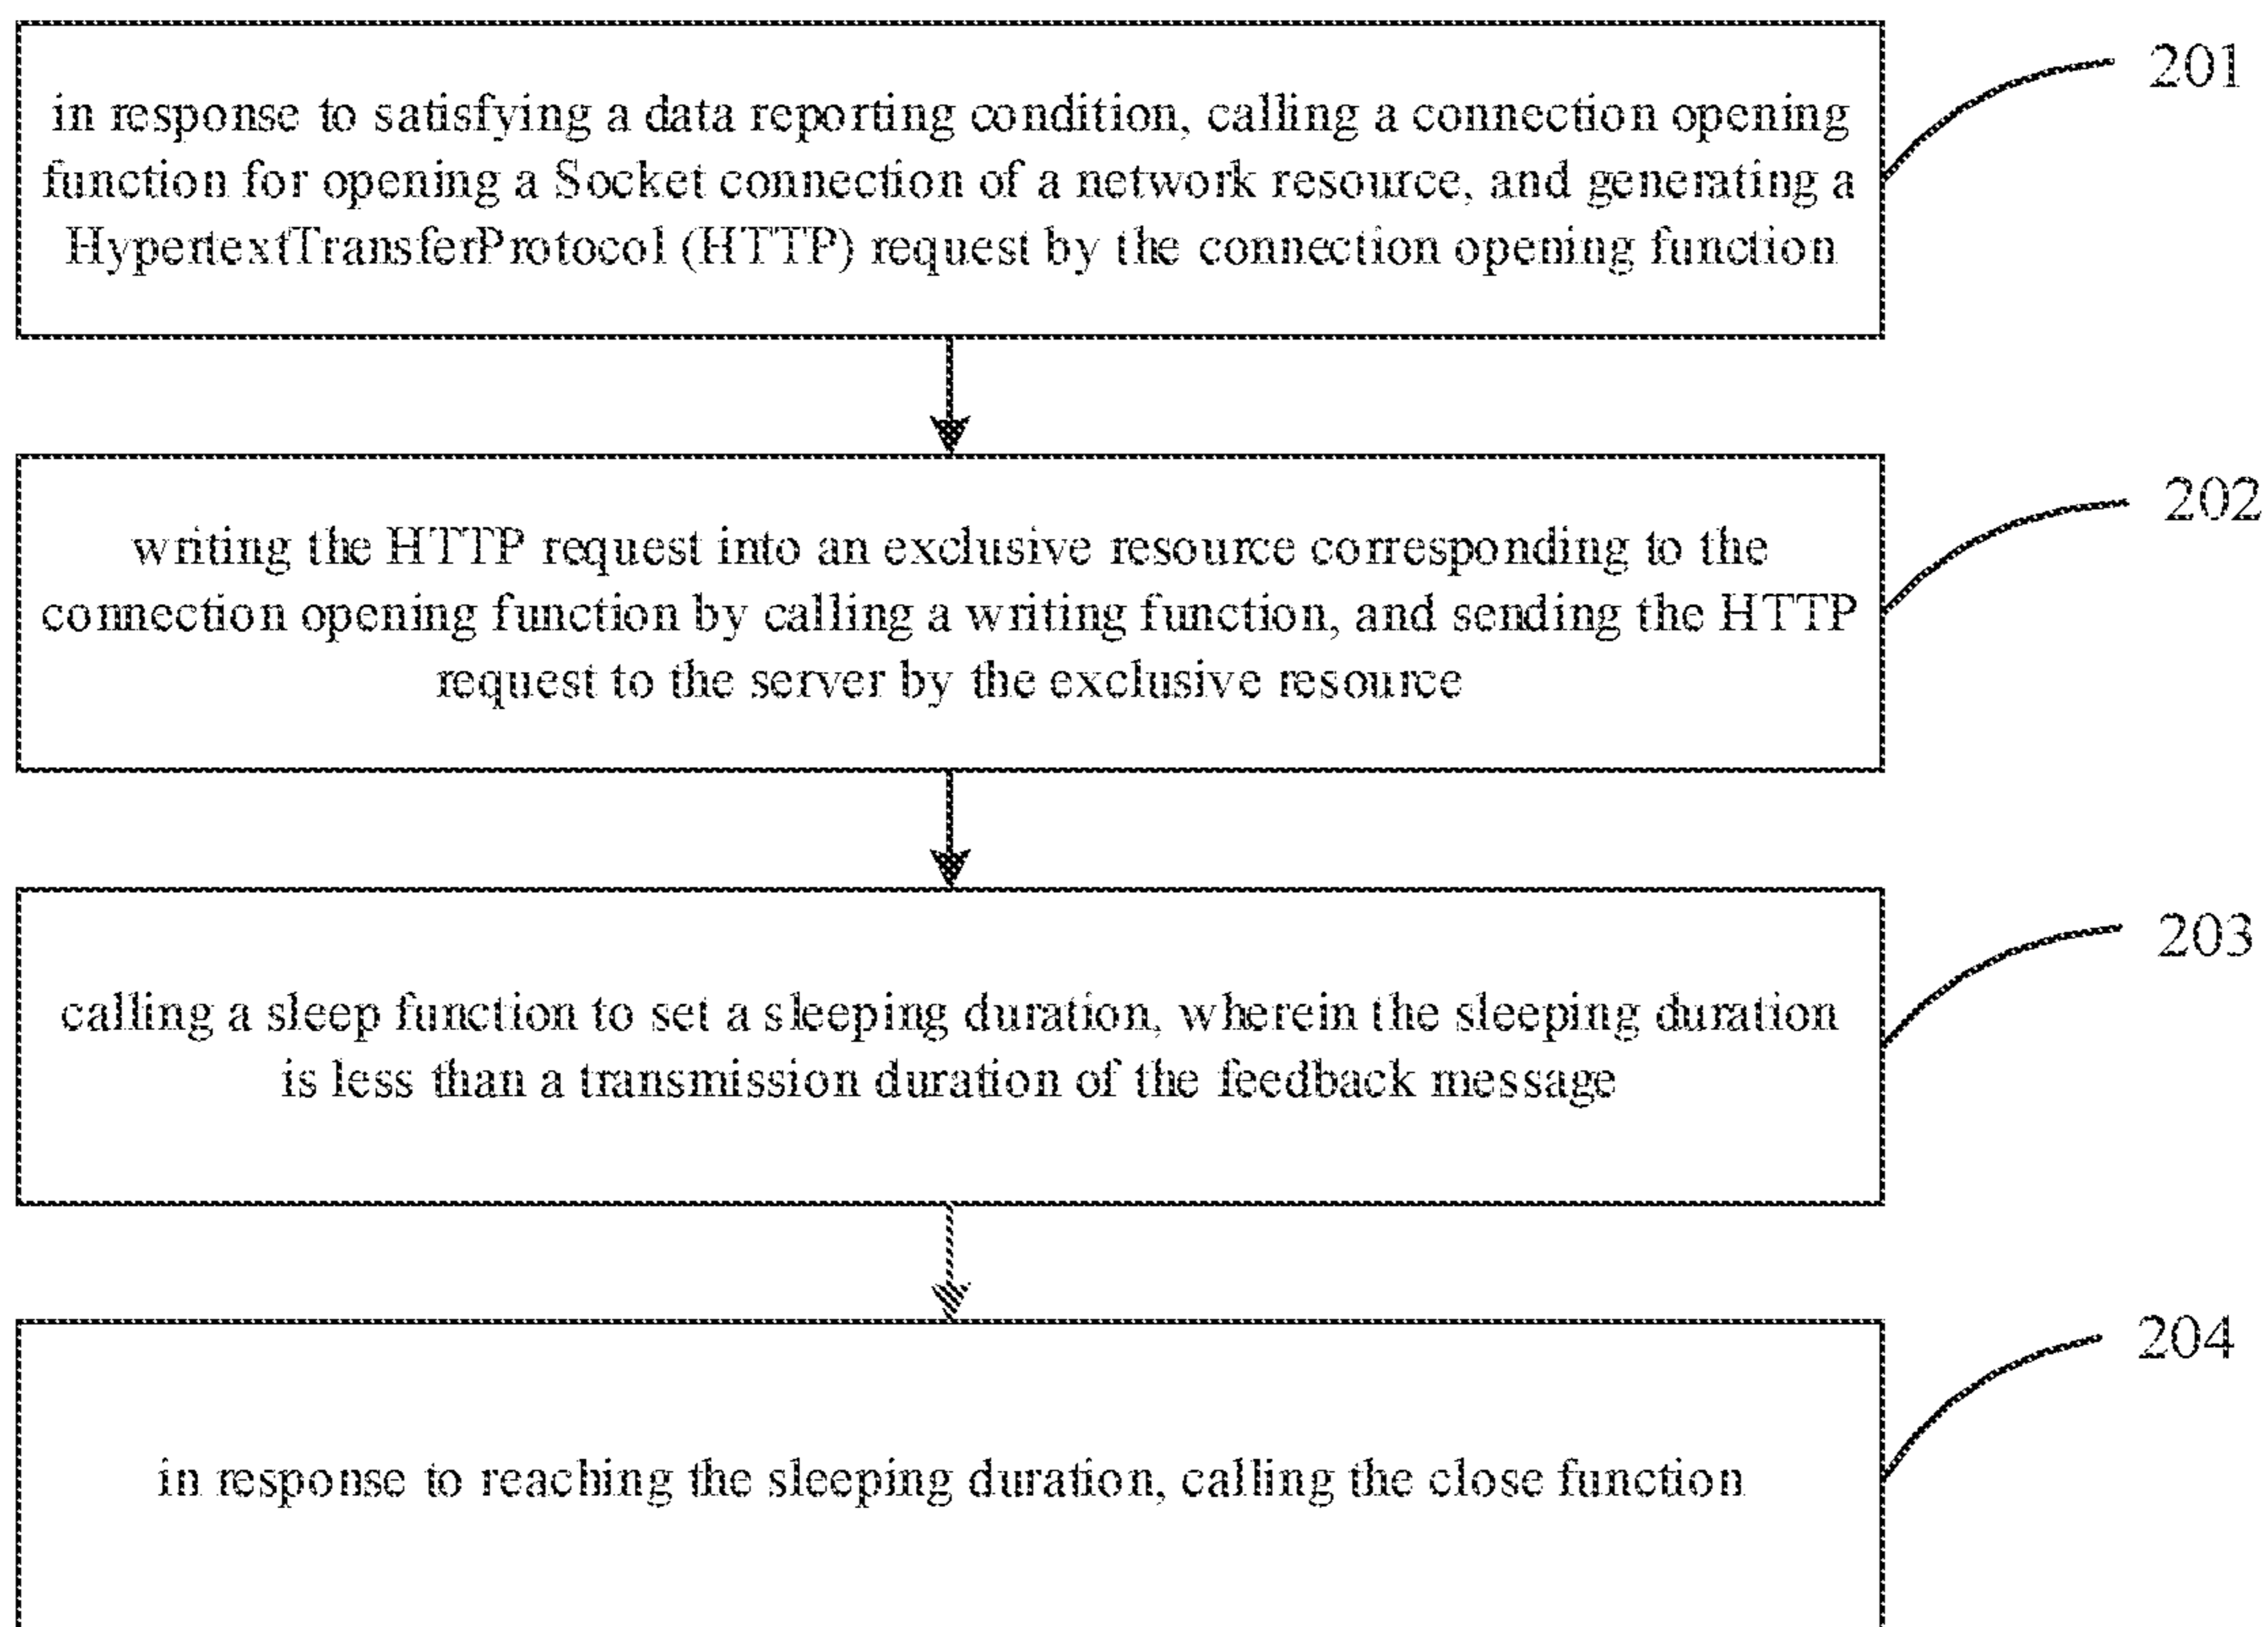 in response to satisfying a data reporting condition, calling a connection opening
function for opening a Socket connection of a network resource, and generating a
HypertextTransferProtocol (HTTP) request by the connection opening function
201
writing the HTTP request into an exclusive resource corresponding to the
connection opening function by calling a writing function, and sending the HTTP
request to the server by the exclusive resource
202
calling a sleep function to set a sleeping duration, wherein the sleeping duration
is less than a transmission duration of the feedback message
203
in response to reaching the sleeping duration, calling the close function
204